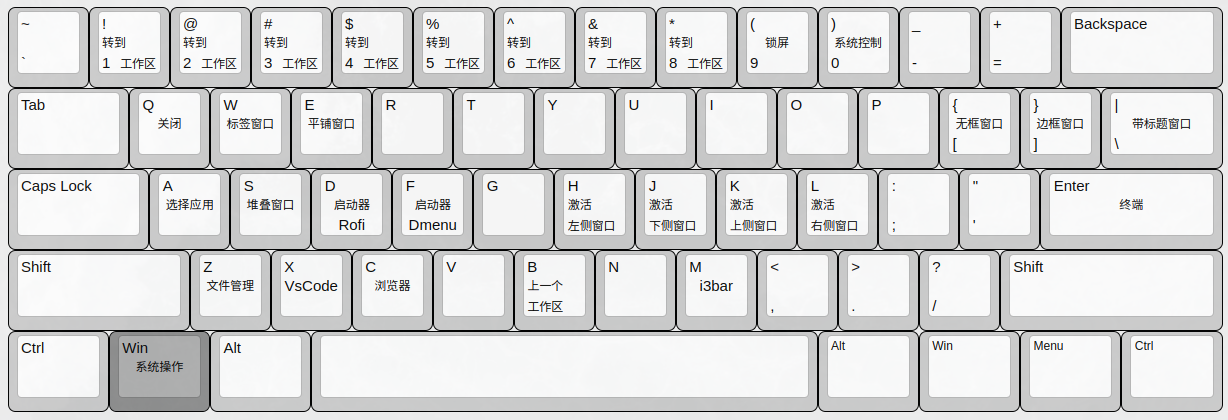 ~ ! @ # $ % ^ & * ( ) _ + Backspace
转到 转到 转到 转到 转到 转到 转到 转到 锁屏 系统控制
` 1 工作区 2 工作区 3 工作区 4 工作区 5 工作区 6 工作区 7 工作区 8 工作区 9 0 - =
Tab Q W E R T Y U I O P { } |
关闭 标签窗口 平铺窗口 无框窗口 边框窗口 带标题窗口
[ ] \
Caps Lock A S D F G H J K L : " Enter
选择应用 堆叠窗口 启动器 启动器 激活 激活 激活 激活 终端
Rofi Dmenu 左侧窗口 下侧窗口 上侧窗口 右侧窗口 ; '
Shift Z X C V B N M < > ? Shift
文件管理 VsCode 浏览器 上一个 i3bar
工作区 , . /
Ctrl Win Alt Alt Win Menu Ctrl
系统操作